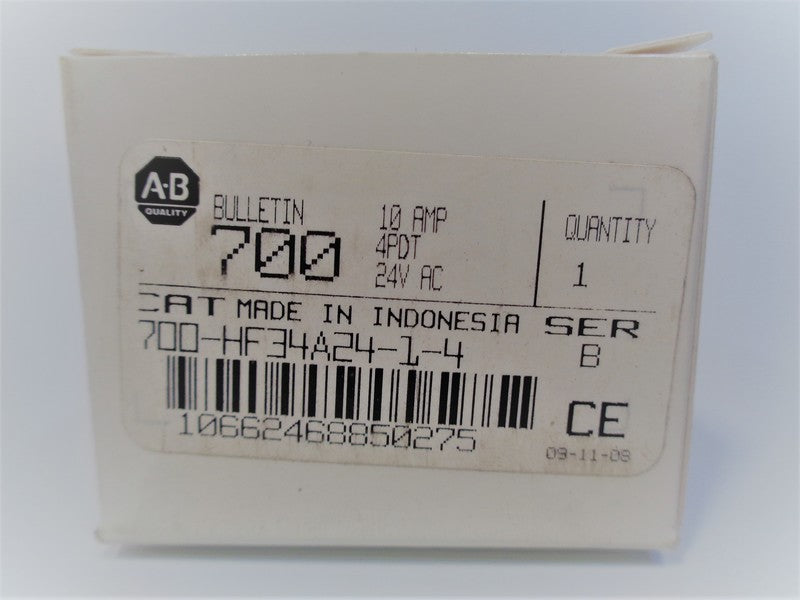 A-B
QUALITY
BULLETIN
700
10 AMP
4PDT
24V AC
QUANTITY
1
CAT MADE IN INDONESIA SER
700-HF34A24-1-4 B
10662468850275
CE
09-11-08